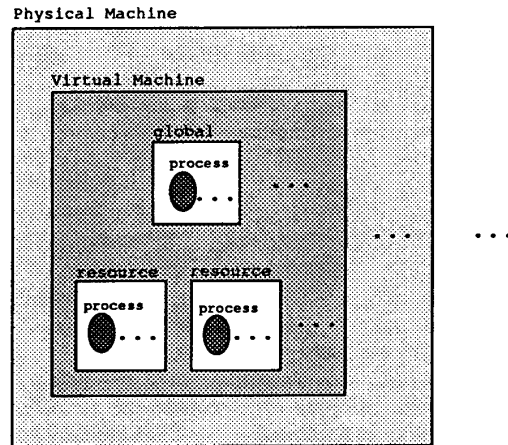 Physical Machine
Virtual Machine
global
process
...
...
... ...
resource resource
process process
... ... ...